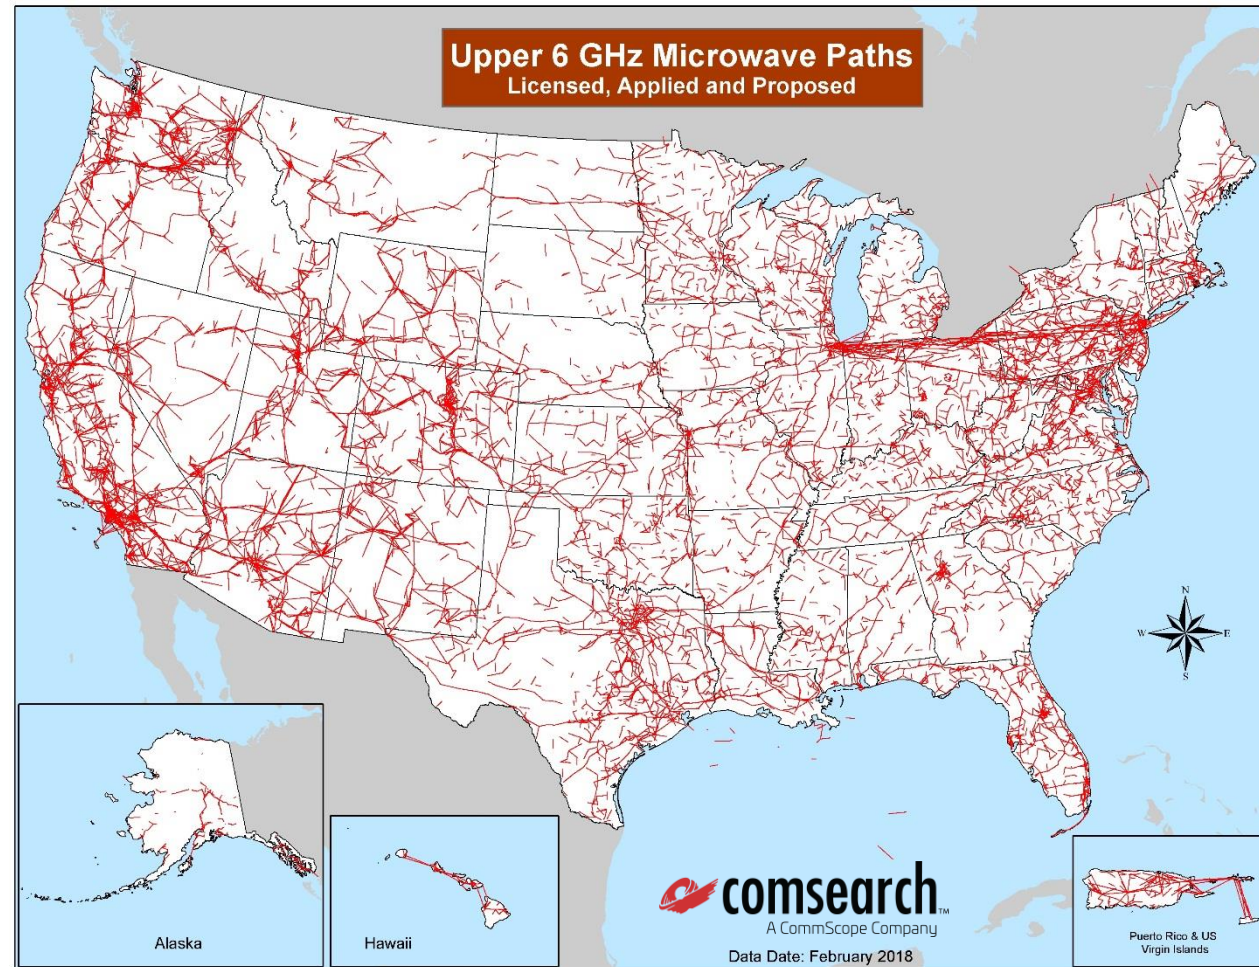 Upper 6 GHz Microwave Paths
Licensed, Applied and Proposed
N
W
E
S
Alaska
Hawaii
comsearch™
A CommScope Company
Data Date: February 2018
Puerto Rico & US
Virgin Islands